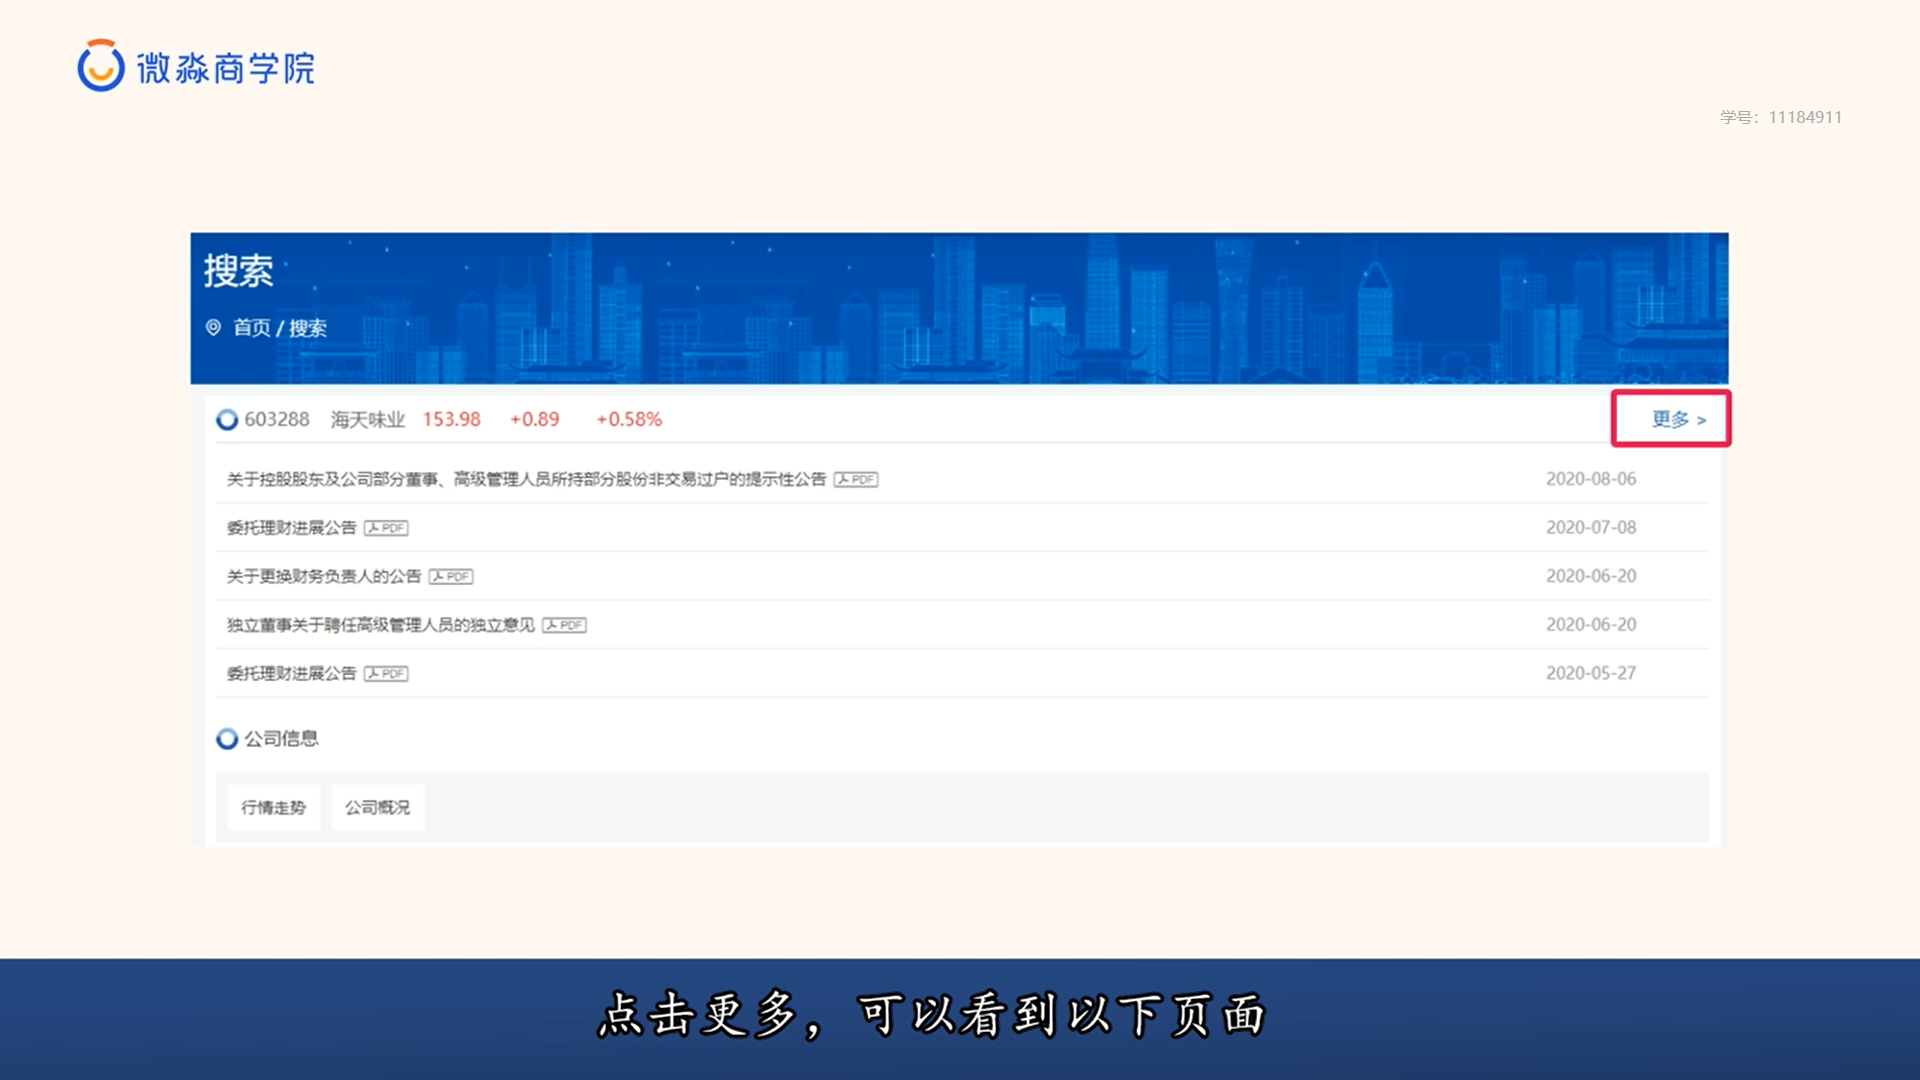 微淼商学院
学号：11184911
搜索
首页 / 搜索
603288 海天味业 153.98 +0.89 +0.58% 更多 >
关于控股股东及公司部分董事、高级管理人员所持部分股份非交易过户的提示性公告 PDF 2020-08-06
委托理财进展公告 PDF 2020-07-08
关于更换财务负责人的公告 PDF 2020-06-20
独立董事关于聘任高级管理人员的独立意见 PDF 2020-06-20
委托理财进展公告 PDF 2020-05-27
公司信息
行情走势 公司概况
点击更多，可以看到以下页面